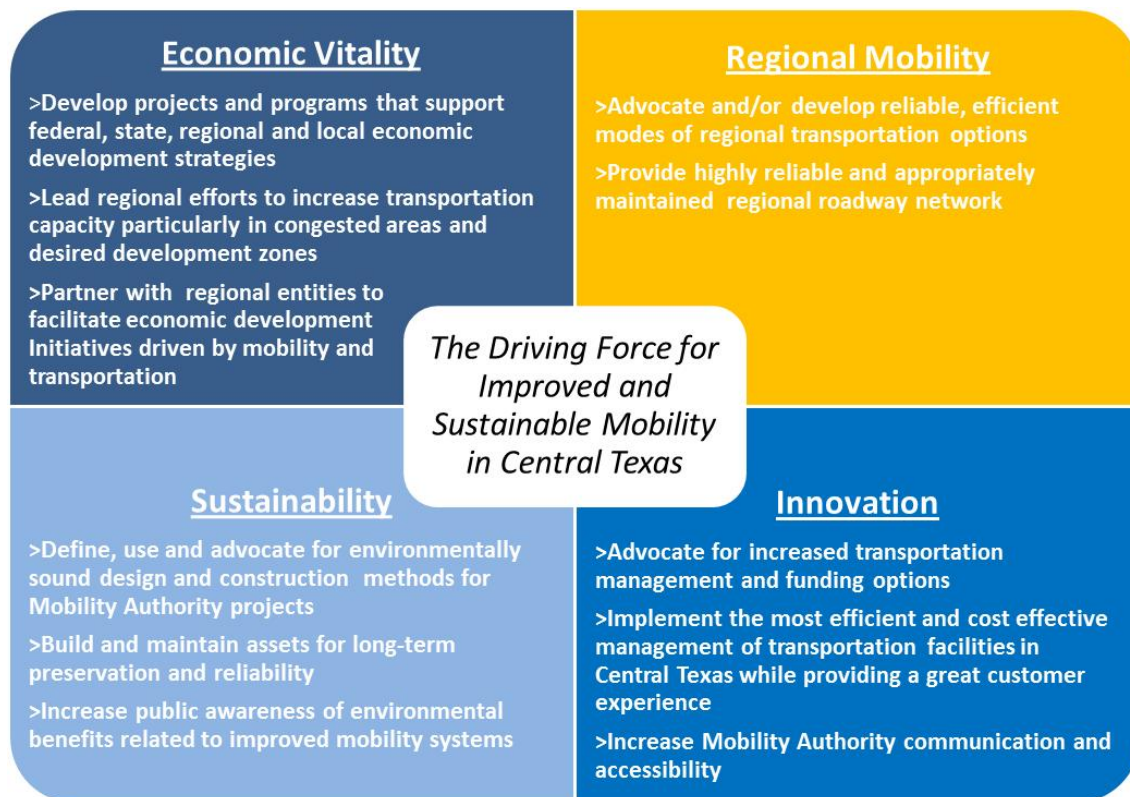 Economic Vitality
>Develop projects and programs that support
federal, state, regional and local economic
development strategies
>Lead regional efforts to increase transportation
capacity particularly in congested areas and
desired development zones
>Partner with regional entities to
facilitate economic development
Initiatives driven by mobility and
transportation
Regional Mobility
>Advocate and/or develop reliable, efficient
modes of regional transportation options
>Provide highly reliable and appropriately
maintained regional roadway network
The Driving Force for
Improved and
Sustainable Mobility
in Central Texas
Sustainability
>Define, use and advocate for environmentally
sound design and construction methods for
Mobility Authority projects
>Build and maintain assets for long-term
preservation and reliability
>Increase public awareness of environmental
benefits related to improved mobility systems
Innovation
>Advocate for increased transportation
management and funding options
>Implement the most efficient and cost effective
management of transportation facilities in
Central Texas while providing a great customer
experience
>Increase Mobility Authority communication and
accessibility